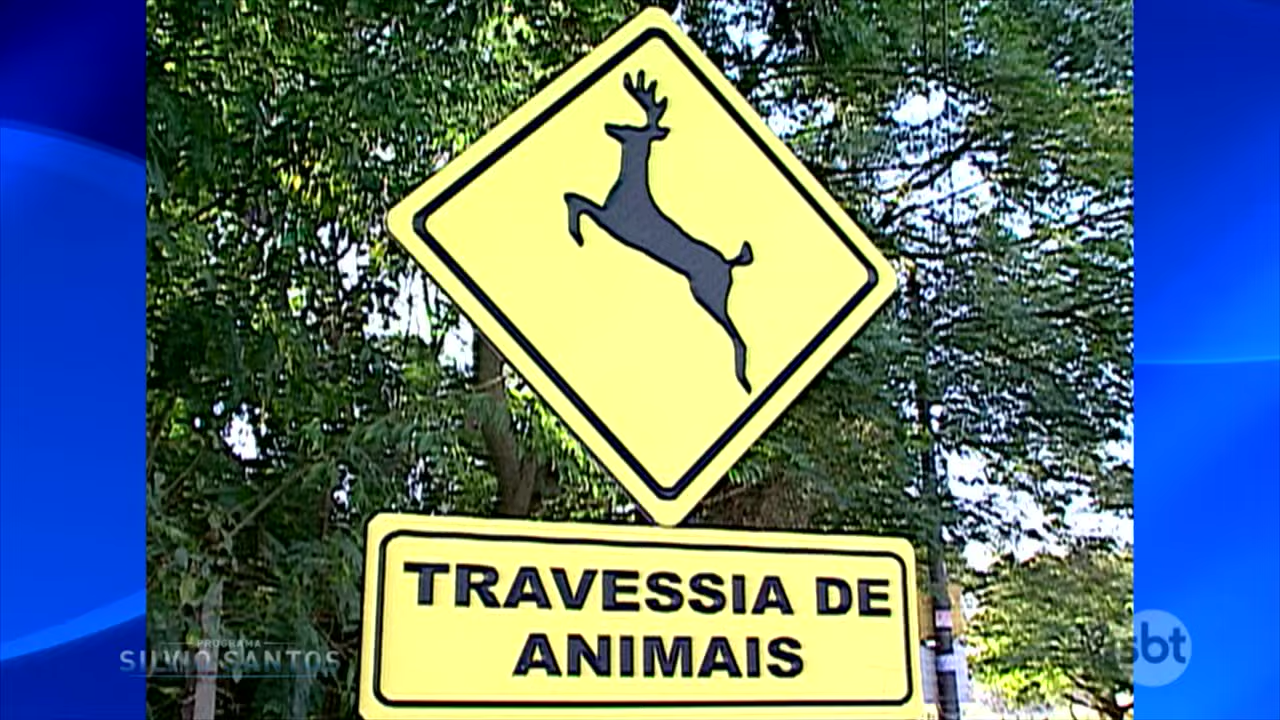 TRAVESSIA DE
ANIMAIS
PROGRAMA
SILVIO SANTOS
sbt